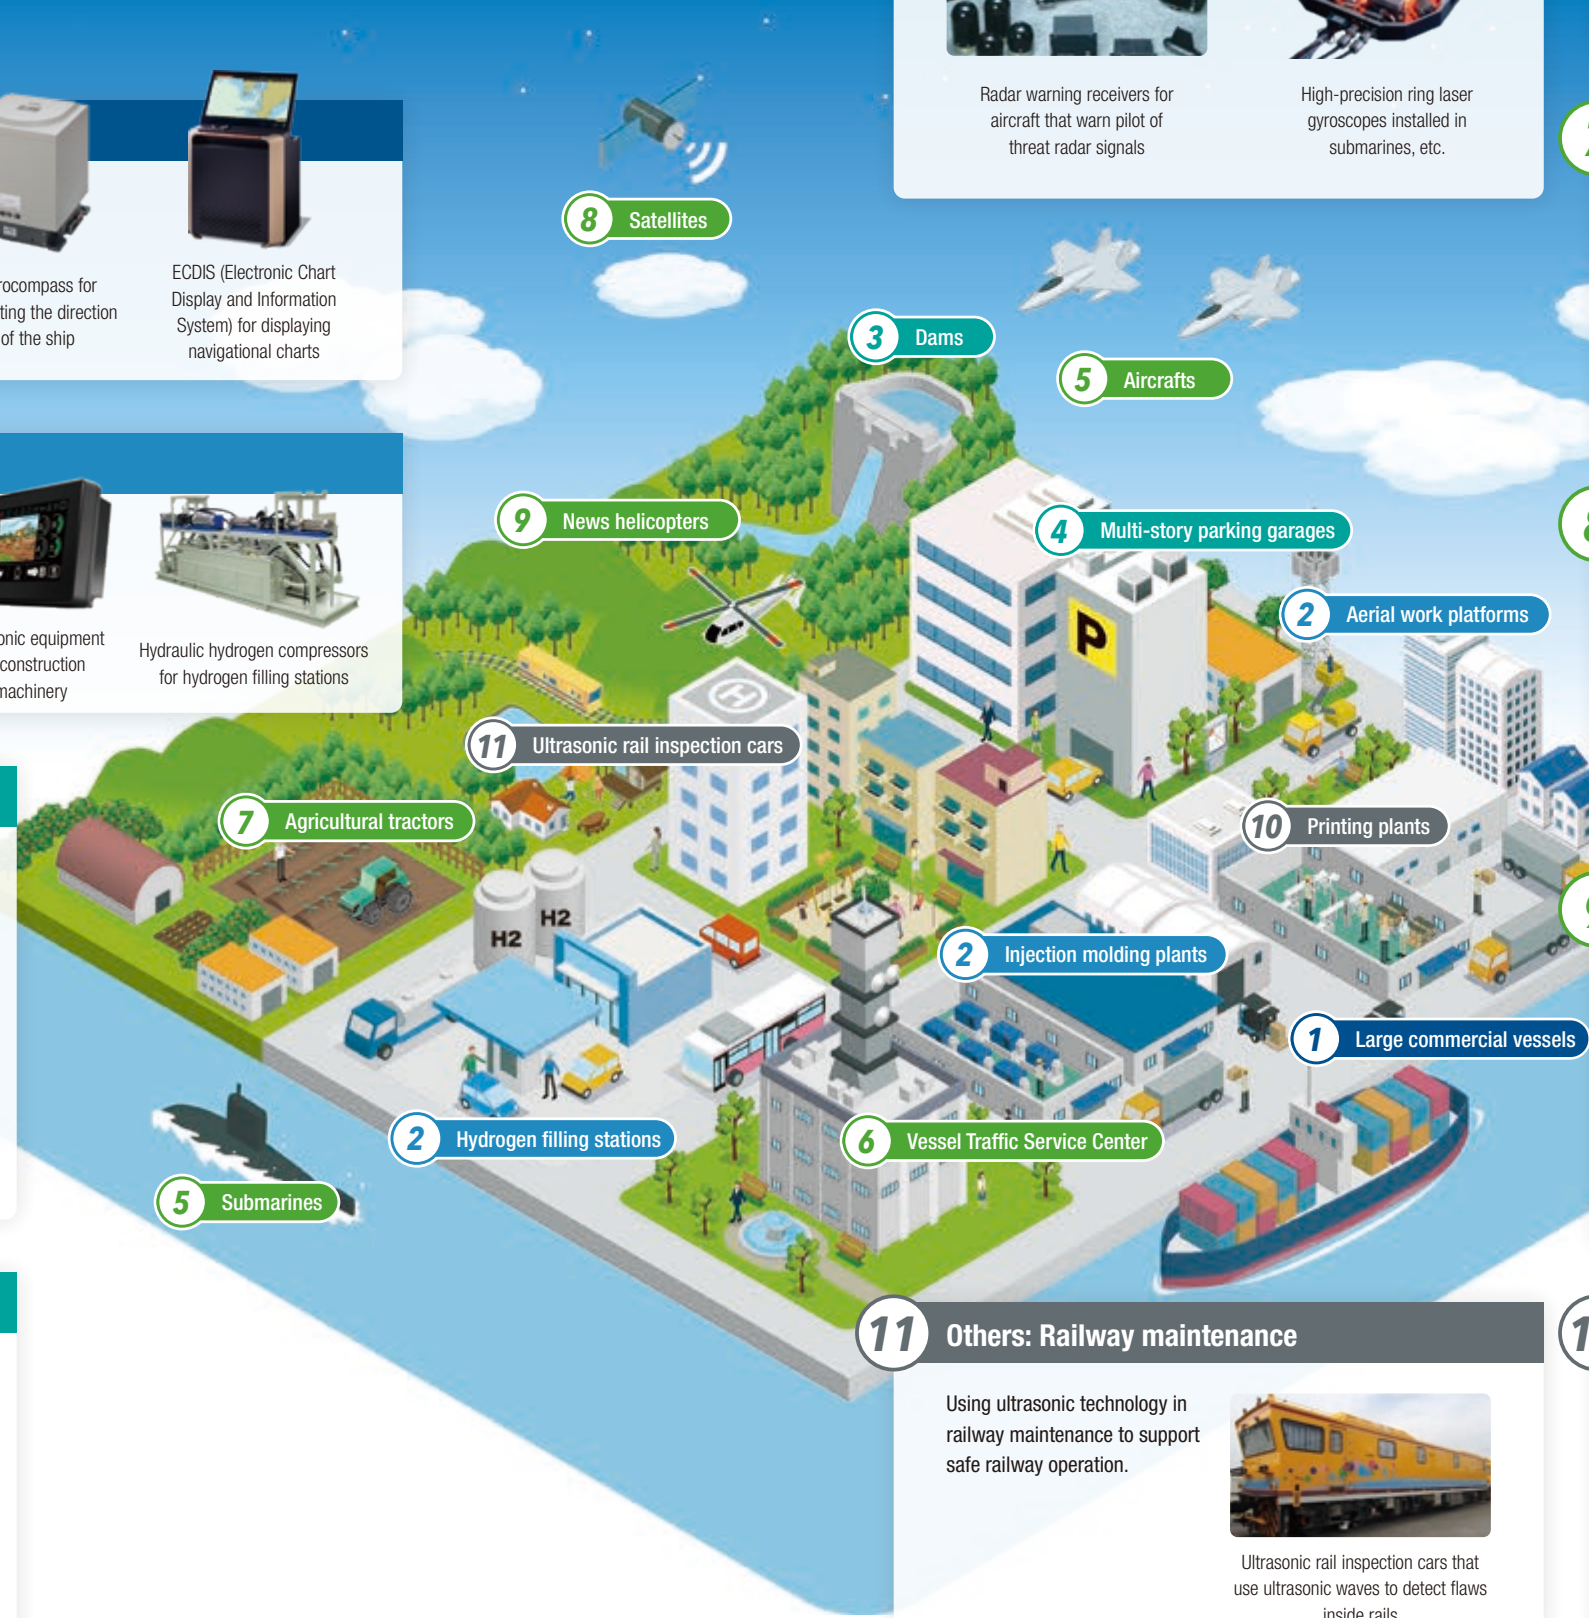 Radar warning receivers for
aircraft that warn pilot of
threat radar signals
High-precision ring laser
gyroscopes installed in
submarines, etc.
for
the direction
of the ship
ECDIS (Electronic Chart
Display and Information
System) for displaying
navigational charts
equipment
construction
Hydraulic hydrogen compressors
for hydrogen filling stations
8 Satellites
3 Dams
5 Aircrafts
9 News helicopters
4 Multi-story parking garages
P
2 Aerial work platforms
H
11 Ultrasonic rail inspection cars
7 Agricultural tractors
10 Printing plants
H2
H2
2 Injection molding plants
1 Large commercial vessels
2 Hydrogen filling stations
6 Vessel Traffic Service Center
5 Submarines
11 Others: Railway maintenance
Using ultrasonic technology in
railway maintenance to support
safe railway operation.
Ultrasonic rail inspection cars that
use ultrasonic waves to detect flaws
inside rails